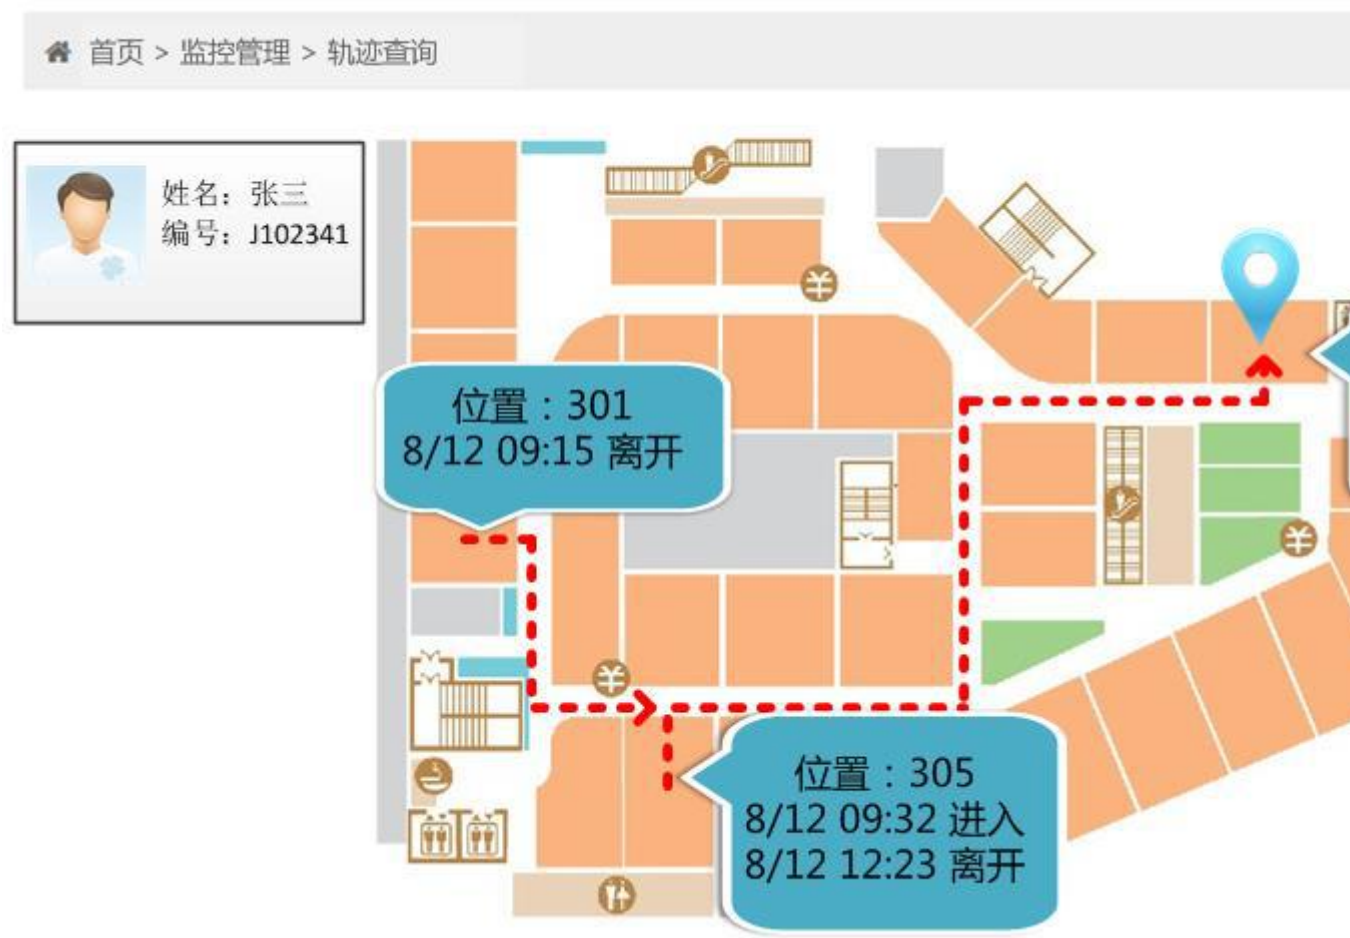 首页 > 监控管理 > 轨迹查询
姓名：张三
编号：J102341
位置：301
8/12 09:15 离开
位置：305
8/12 09:32 进入
8/12 12:23 离开